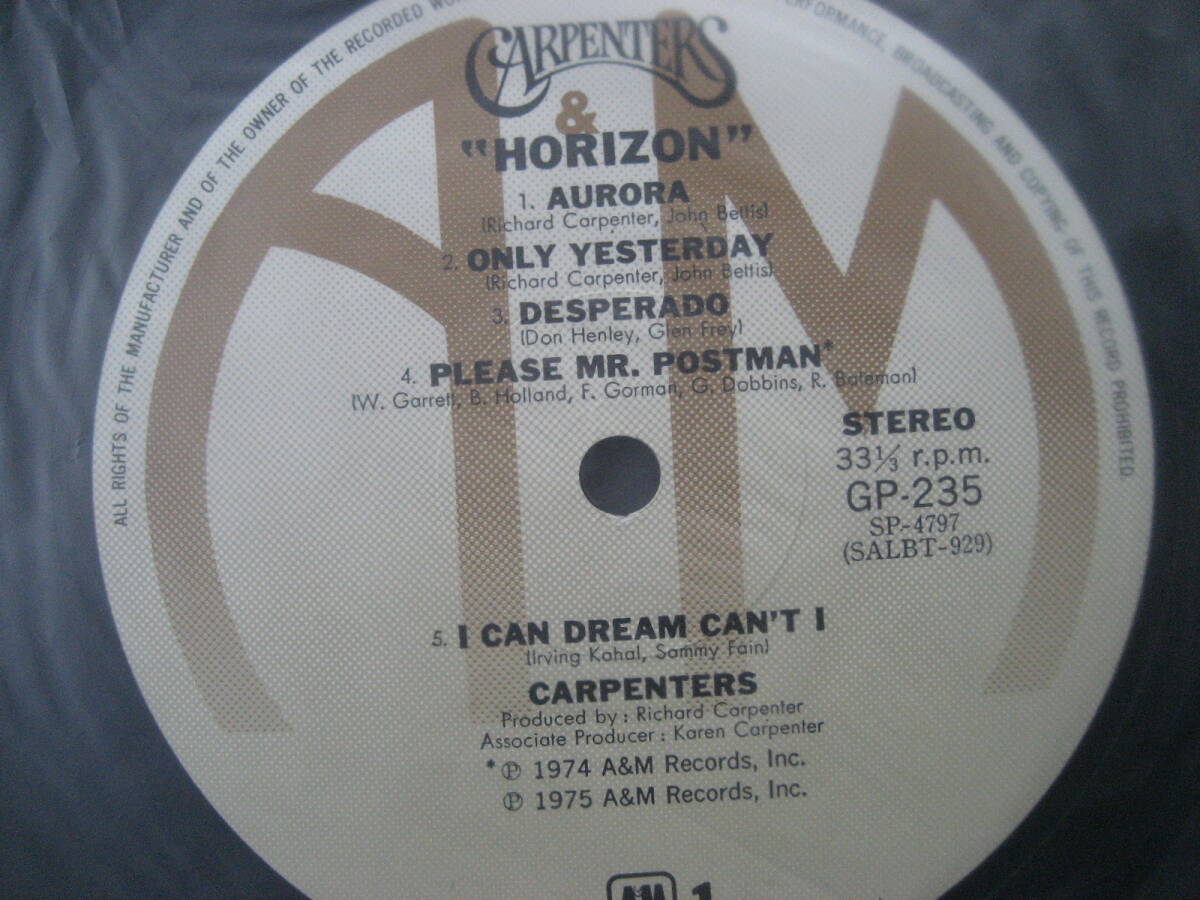 ALL RIGHTS OF THE MANUFACTURER AND OF THE OWNER OF THE RECORDED
PERFORMANCE, BROADCASTING AND COPYING OF THIS RECORD PROHIBITED.
CARPENTERS
&
"HORIZON"
1. AURORA
(Richard Carpenter, John Bettis)
2. ONLY YESTERDAY
(Richard Carpenter, John Bettis)
3. DESPERADO
(Don Henley, Glen Frey)
4. PLEASE MR. POSTMAN*
(W. Garrett, B. Holland, F. Gorman, G. Dobbins, R. Bateman)
STEREO
33⅓ r.p.m.
GP-235
SP-4797
(SALBT-929)
5. I CAN DREAM CAN'T I
(Irving Kahal, Sammy Fain)
CARPENTERS
Produced by : Richard Carpenter
Associate Producer : Karen Carpenter
*℗ 1974 A&M Records, Inc.
℗ 1975 A&M Records, Inc.
A&M 1